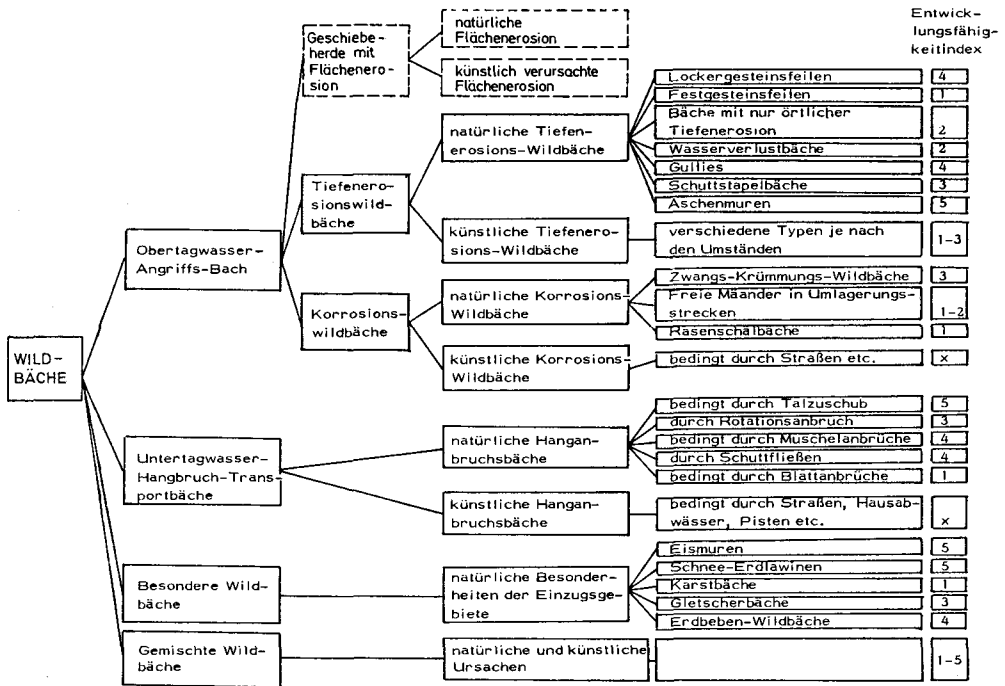 Entwick-
lungsfähig-
keitindex
Geschiebe-
herde mit
Flächenero-
sion
natürliche
Flächenerosion
künstlich verursachte
Flächenerosion
WILD-
BÄCHE
Obertagwasser-
Angriffs-Bach
Tiefenero-
sionswild-
bäche
natürliche Tiefen-
erosions-Wildbäche
Lockergesteinsfeilen 4
Festgesteinsfeilen 1
Bäche mit nur örtlicher
Tiefenerosion 2
Wasserverlustbäche 2
Gullies 4
Schuttstapelbäche 3
Aschenmuren 5
künstliche Tiefenero-
sions-Wildbäche
verschiedene Typen je nach
den Umständen 1-3
Korrosions-
wildbäche
natürliche Korrosions-
Wildbäche
Zwangs-Krümmungs-Wildbäche 3
Freie Mäander in Umlagerungs-
strecken 1-2
Rasenschälbäche 1
künstliche Korrosions-
Wildbäche
bedingt durch Straßen etc. x
Untertagwasser-
Hangbruch-Trans-
portbäche
natürliche Hangan-
bruchsbäche
bedingt durch Talzuschub 5
durch Rotationsanbruch 3
bedingt durch Muschelanbrüche 4
durch Schuttfließen 4
bedingt durch Blattanbrüche 1
künstliche Hangan-
bruchsbäche
bedingt durch Straßen, Hausab-
wässer, Pisten etc. x
Besondere Wild-
bäche
natürliche Besonder-
heiten der Einzugsge-
biete
Eismuren 5
Schnee-Erdlawinen 5
Karstbäche 1
Gletscherbäche 3
Erdbeben-Wildbäche 4
Gemischte Wild-
bäche
natürliche und künstliche
Ursachen
1-5